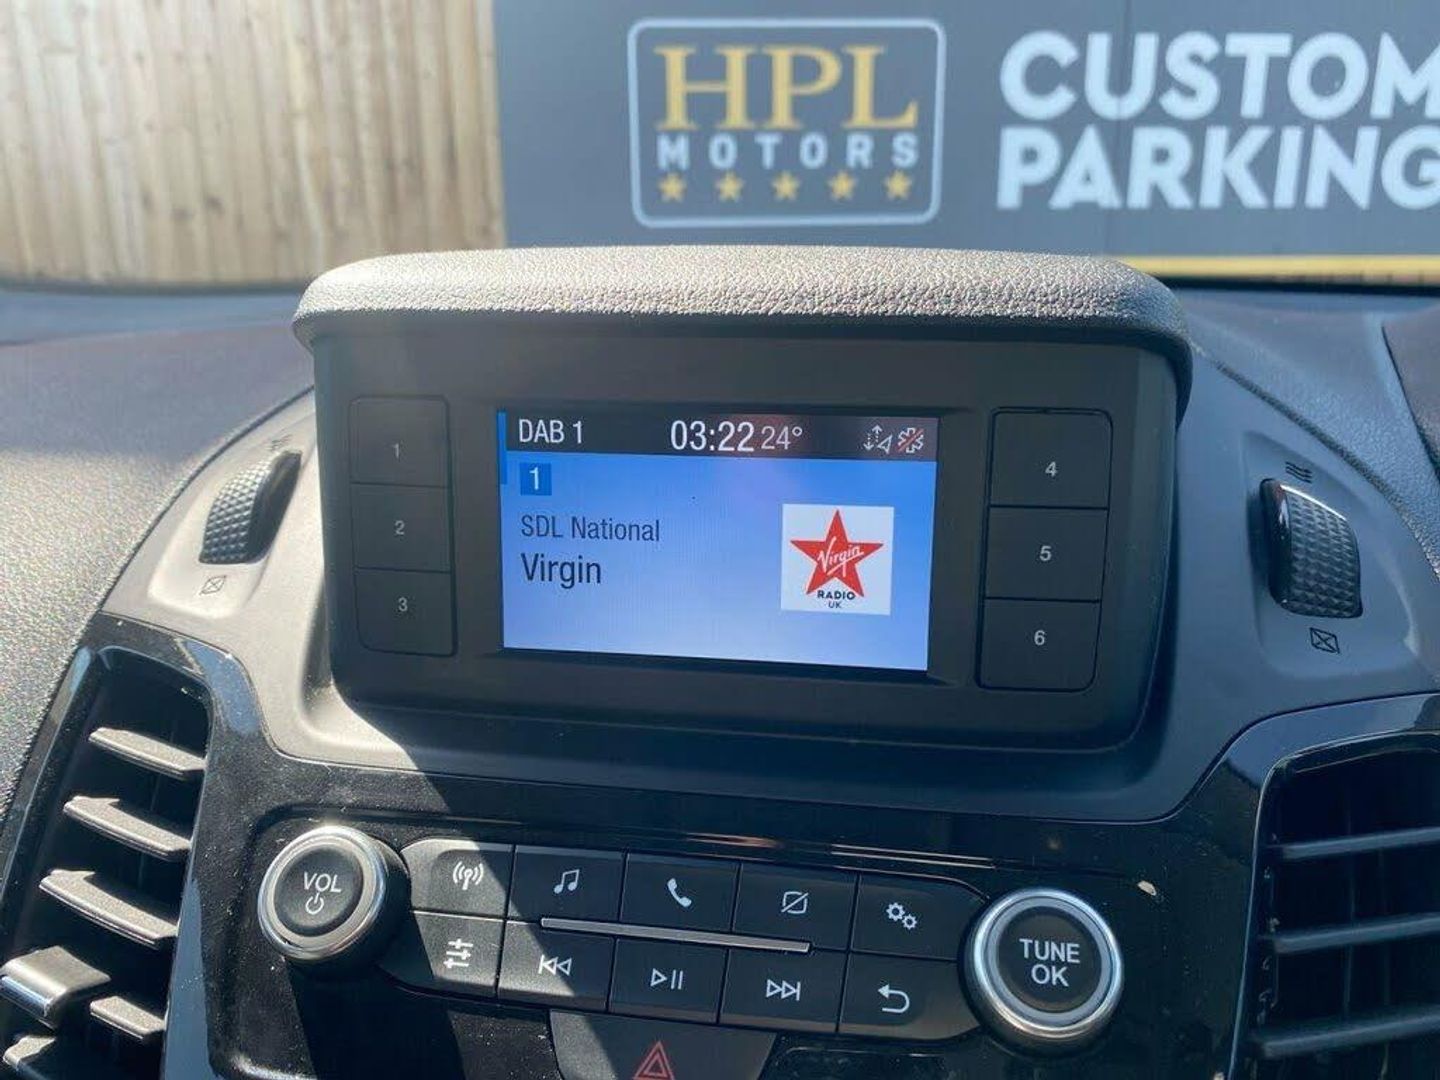 HPL
MOTORS
CUSTOM
PARKING
DAB 1
03:22 24°
1
SDL National
Virgin
Virgin
RADIO
UK
1
2
3
4
5
6
VOL
TUNE
OK